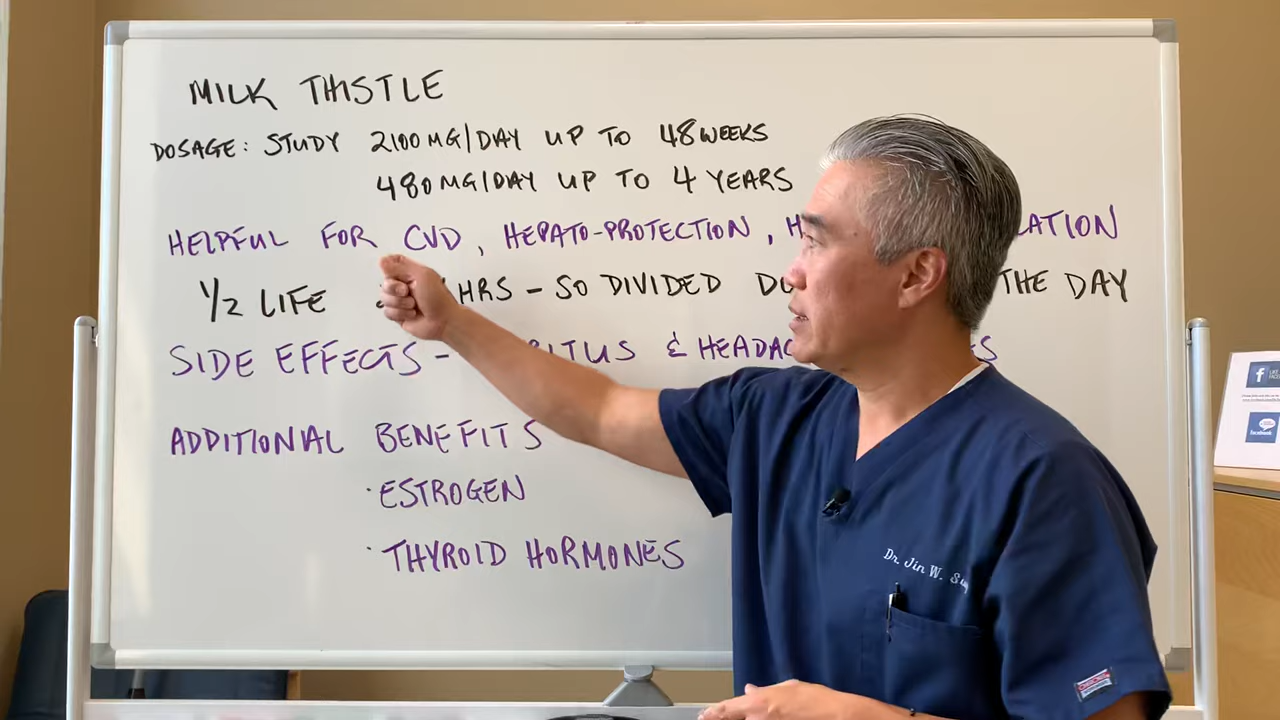 MILK THISTLE
DOSAGE: STUDY 2100MG/DAY UP TO 48WEEKS
480MG/DAY UP TO 4 YEARS
HELPFUL FOR CVD, HEPATO-PROTECTION,
1/2 LIFE HRS - SO DIVIDED THE DAY
SIDE EFFECTS - &
ADDITIONAL BENEFITS
·ESTROGEN
·THYROID HORMONES
Dr. Jin W.
facebook